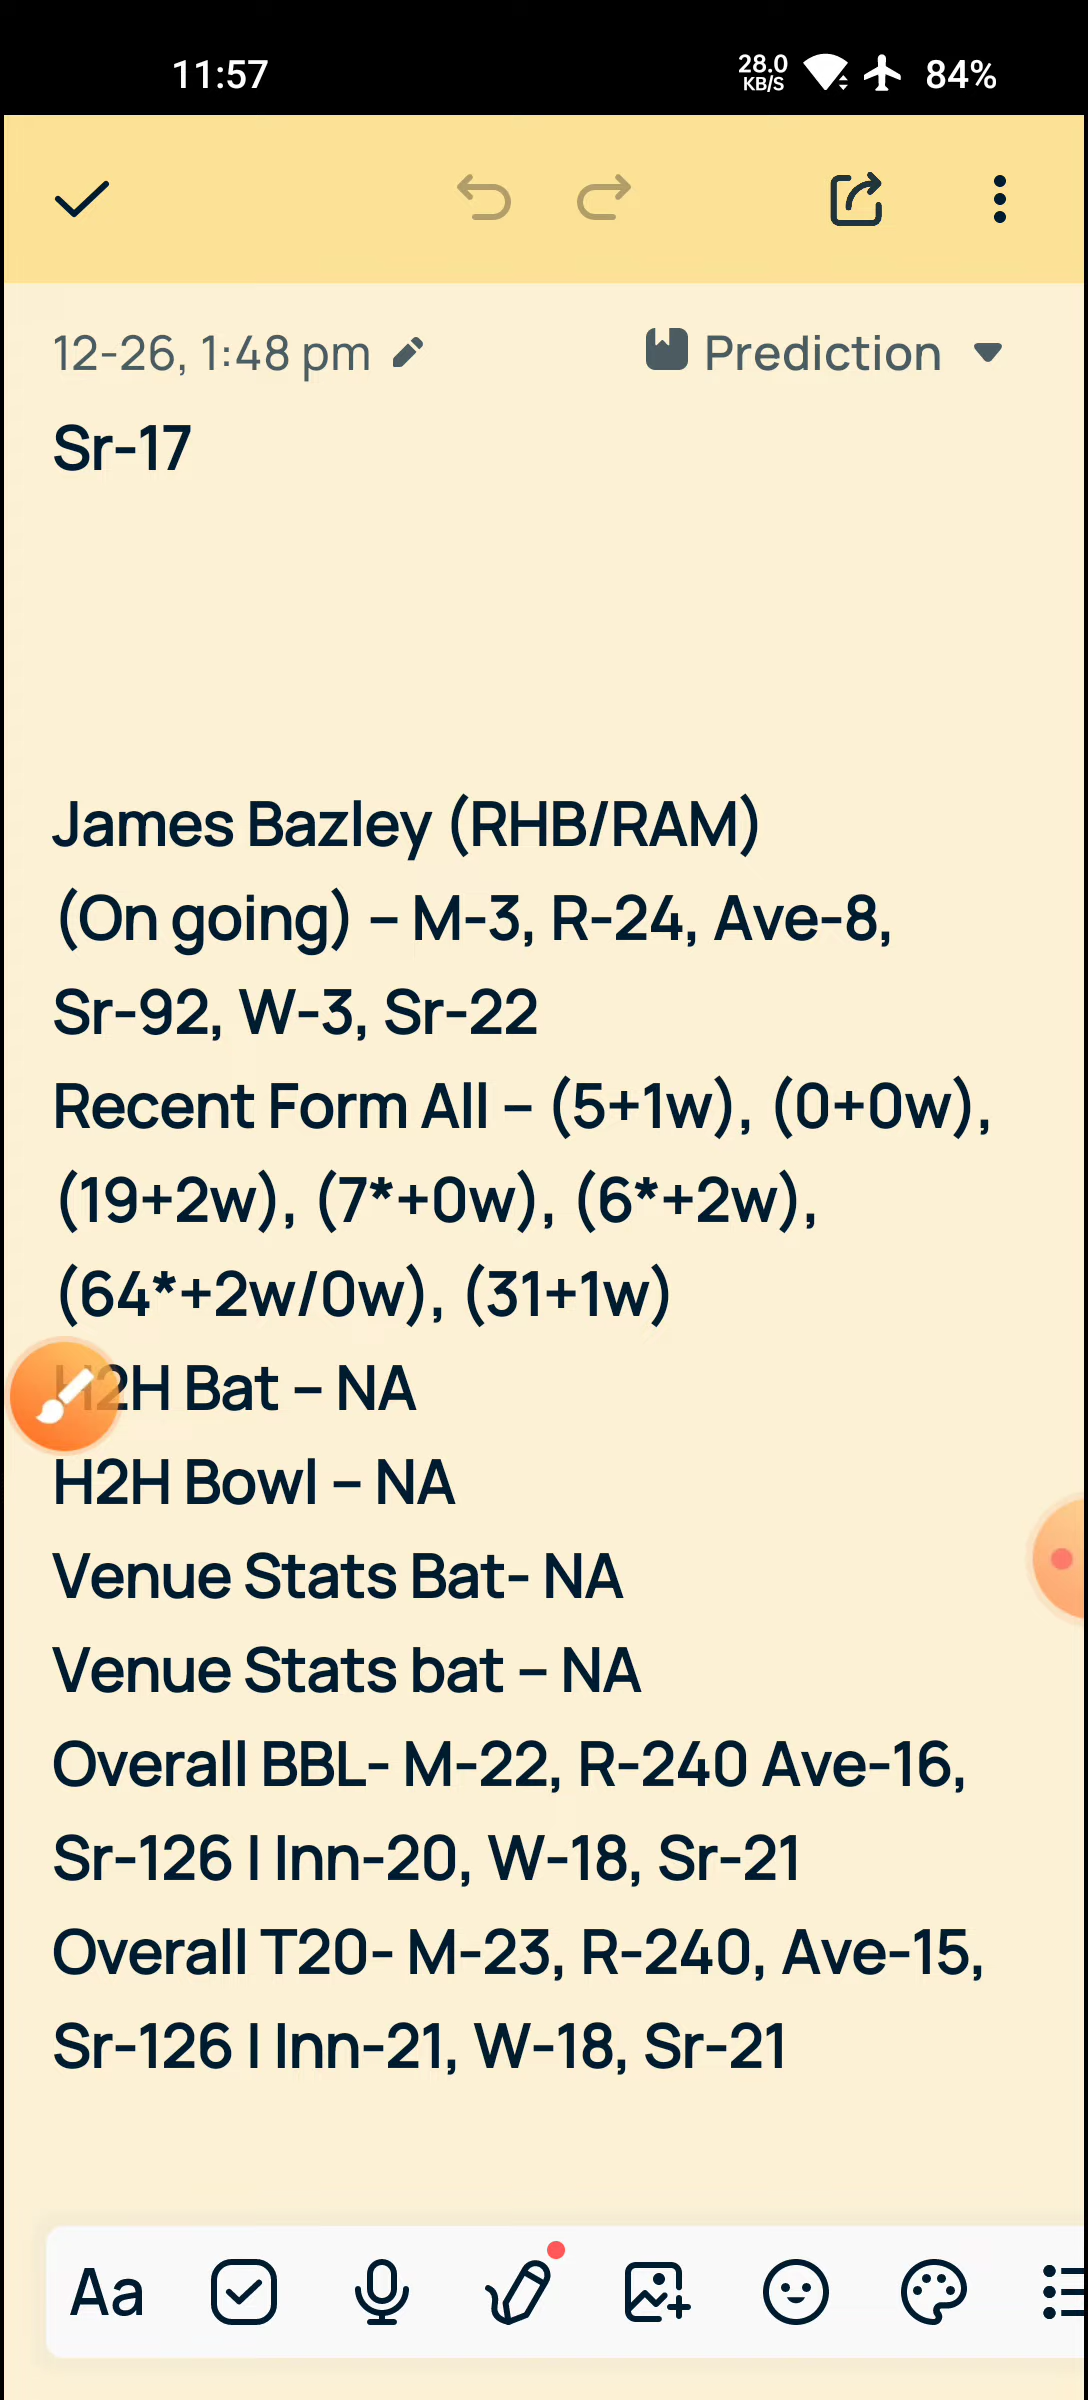 11:57
28.0
KB/S
84%
12-26, 1:48 pm
Prediction
Sr-17
James Bazley (RHB/RAM)
(On going) – M-3, R-24, Ave-8,
Sr-92, W-3, Sr-22
Recent Form All – (5+1w), (0+0w),
(19+2w), (7*+0w), (6*+2w),
(64*+2w/0w), (31+1w)
H2H Bat – NA
H2H Bowl – NA
Venue Stats Bat- NA
Venue Stats bat – NA
Overall BBL- M-22, R-240 Ave-16,
Sr-126 | Inn-20, W-18, Sr-21
Overall T20- M-23, R-240, Ave-15,
Sr-126 | Inn-21, W-18, Sr-21
Aa